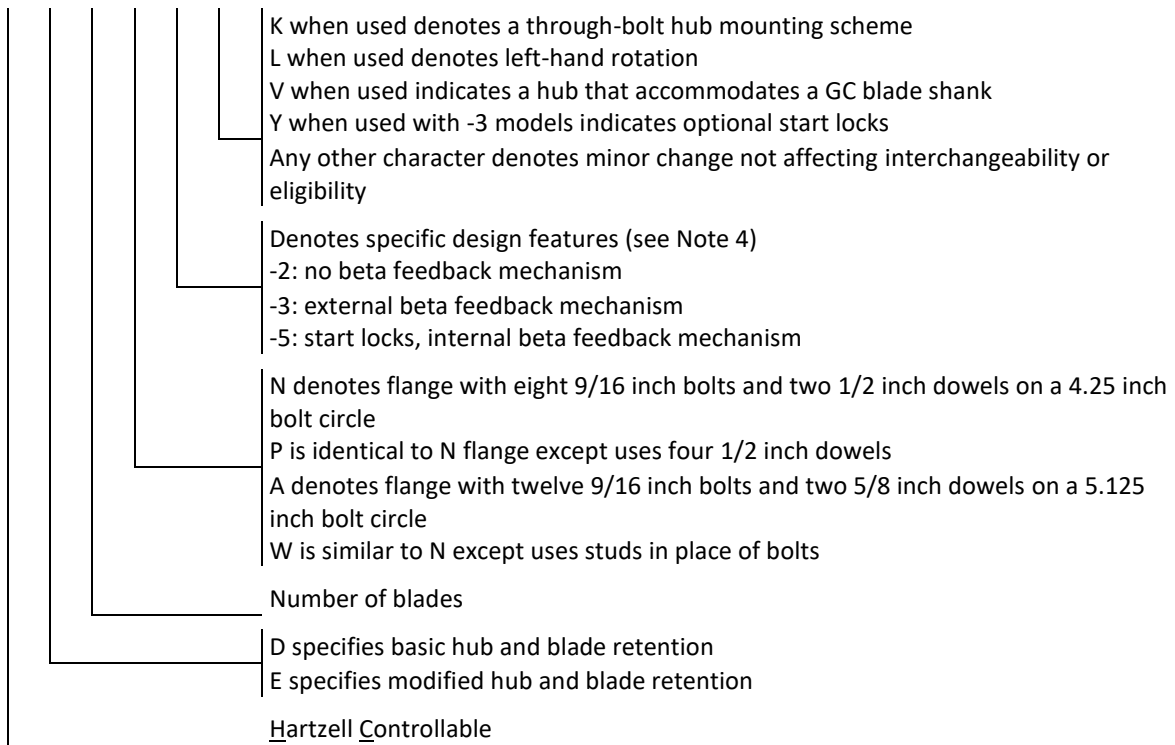 K when used denotes a through-bolt hub mounting scheme
L when used denotes left-hand rotation
V when used indicates a hub that accommodates a GC blade shank
Y when used with -3 models indicates optional start locks
Any other character denotes minor change not affecting interchangeability or
eligibility
Denotes specific design features (see Note 4)
-2: no beta feedback mechanism
-3: external beta feedback mechanism
-5: start locks, internal beta feedback mechanism
N denotes flange with eight 9/16 inch bolts and two 1/2 inch dowels on a 4.25 inch
bolt circle
P is identical to N flange except uses four 1/2 inch dowels
A denotes flange with twelve 9/16 inch bolts and two 5/8 inch dowels on a 5.125
inch bolt circle
W is similar to N except uses studs in place of bolts
Number of blades
D specifies basic hub and blade retention
E specifies modified hub and blade retention
Hartzell Controllable